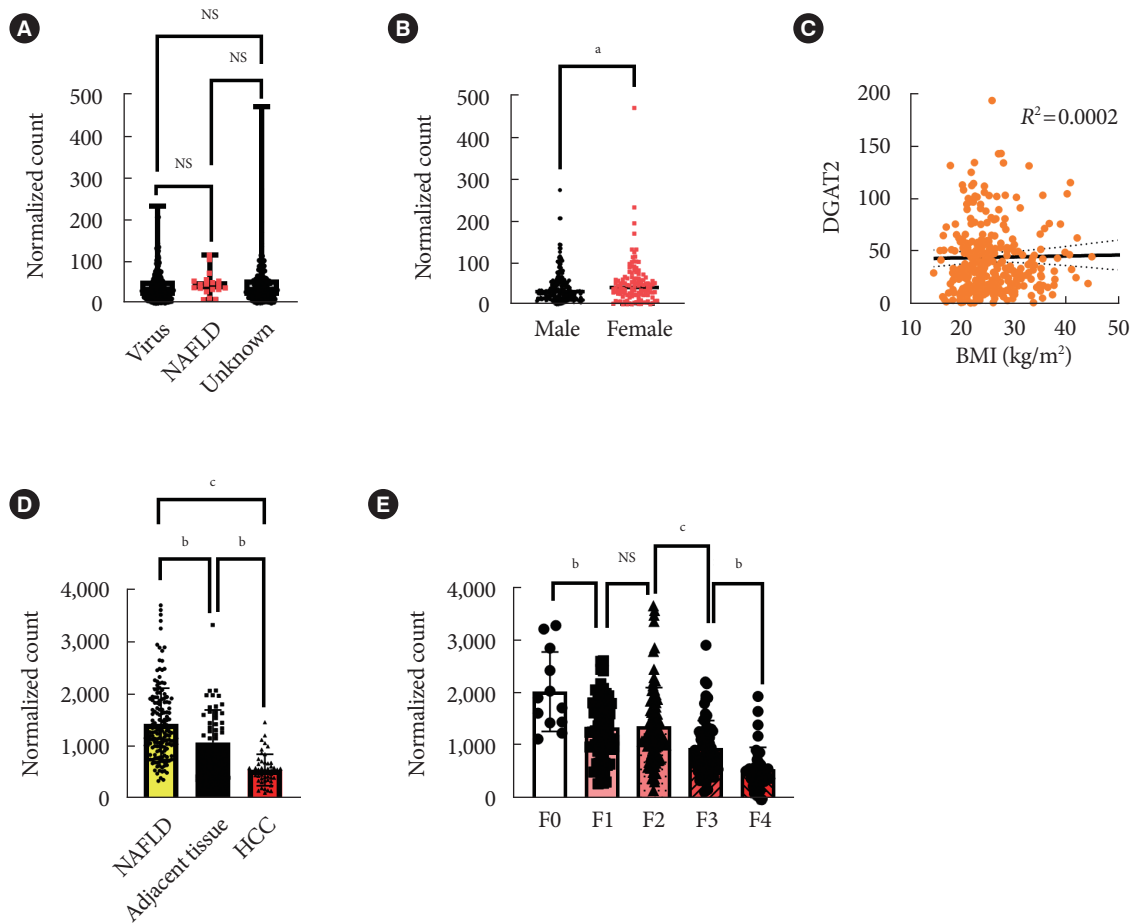 A
NS
NS
NS
Normalized count
500
400
300
200
100
0
Virus
NAFLD
Unknown
B
a
Normalized count
500
400
300
200
100
0
Male
Female
C
R²=0.0002
DGAT2
200
150
100
50
0
10
20
30
40
50
BMI (kg/m²)
D
c
b
b
Normalized count
4,000
3,000
2,000
1,000
0
NAFLD
Adjacent tissue
HCC
E
c
b
NS
b
Normalized count
4,000
3,000
2,000
1,000
0
F0
F1
F2
F3
F4